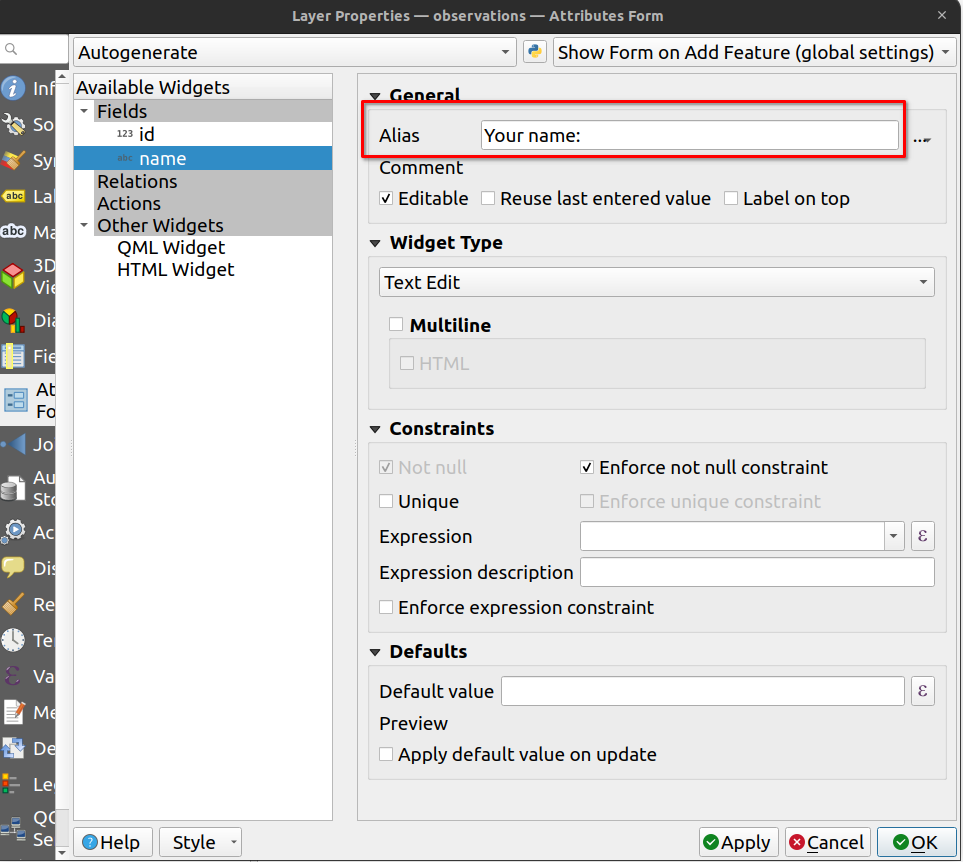 Layer Properties — observations — Attributes Form
Autogenerate
Show Form on Add Feature (global settings)
Available Widgets
Fields
123 id
abc name
Relations
Actions
Other Widgets
QML Widget
HTML Widget
Inf
So
Sy
abc La
abc Ma
3D
Vie
Dia
Fie
At
Fo
Jo
Au
Sto
Ac
Dis
Re
Te
Va
Me
De
Le
QG
Se
General
Alias Your name: ...
Comment
Editable Reuse last entered value Label on top
Widget Type
Text Edit
Multiline
HTML
Constraints
Not null Enforce not null constraint
Unique Enforce unique constraint
Expression ε
Expression description
Enforce expression constraint
Defaults
Default value ε
Preview
Apply default value on update
Help Style Apply Cancel OK